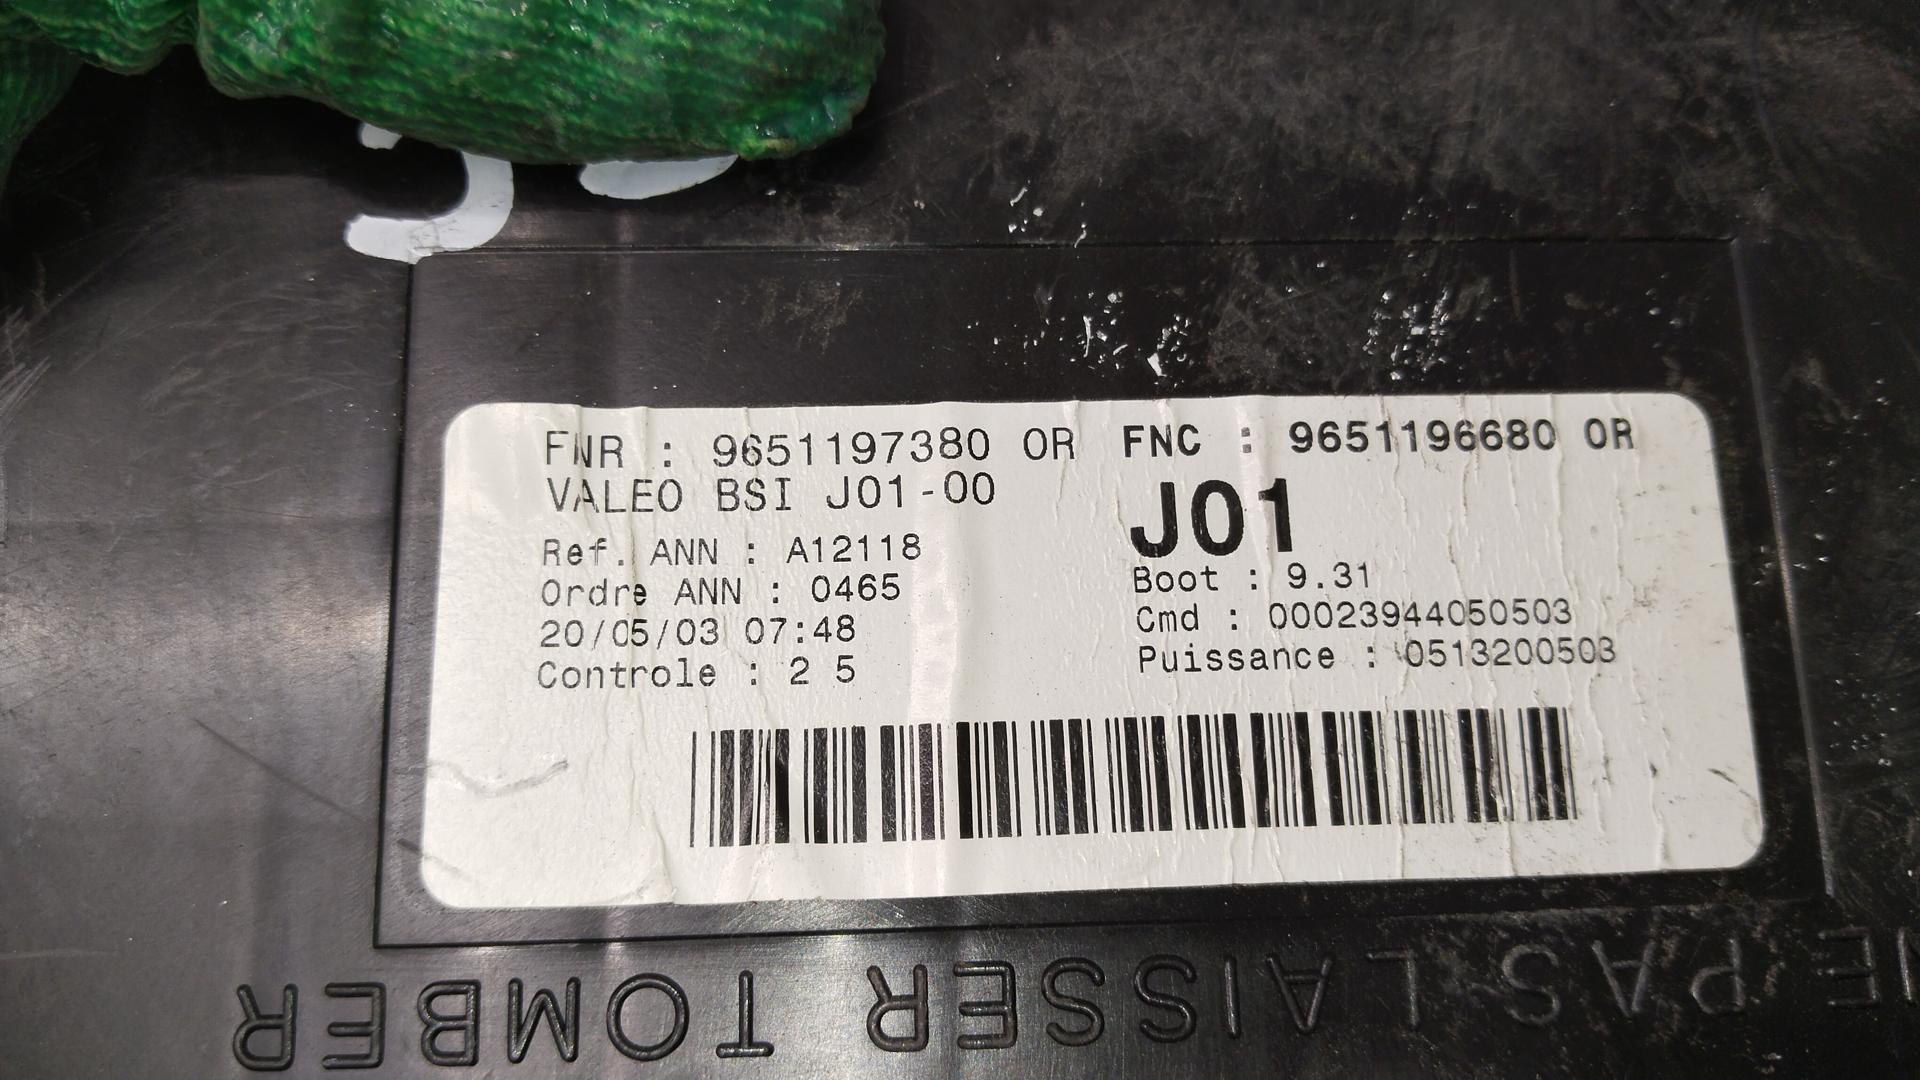 FNR : 9651197380 OR
VALEO BSI J01-00
Ref. ANN : A12118
Ordre ANN : 0465
20/05/03 07:48
Controle : 2 5
FNC : 9651196680 OR
J01
Boot : 9.31
Cmd : 00023944050503
Puissance : 0513200503
NE PAS LAISSER TOMBER